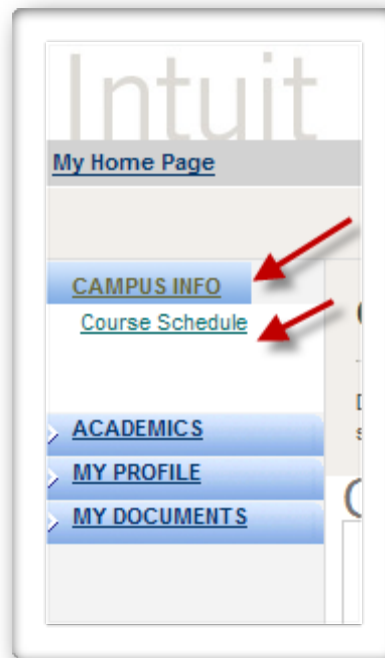 Intuit
My Home Page
CAMPUS INFO
Course Schedule
ACADEMICS
MY PROFILE
MY DOCUMENTS